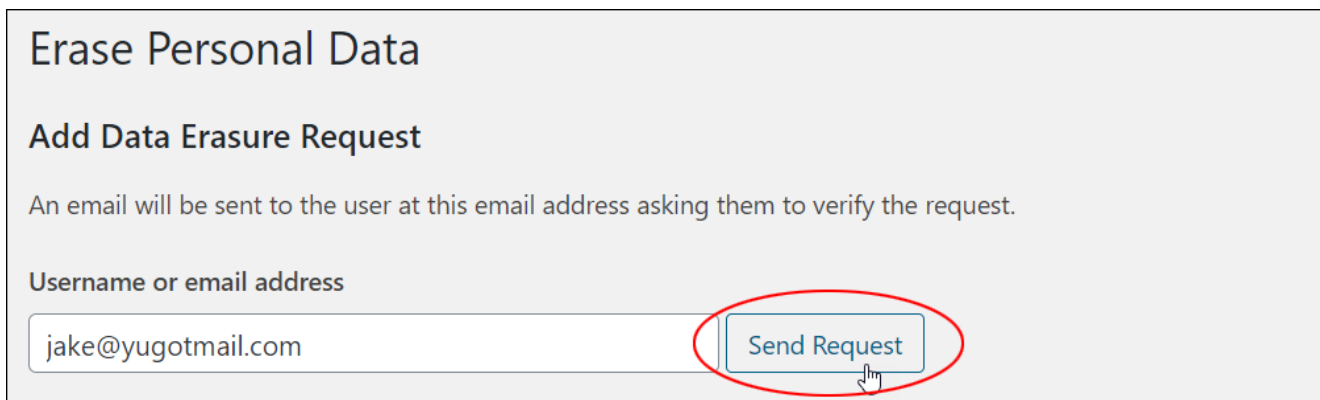 Erase Personal Data
Add Data Erasure Request
An email will be sent to the user at this email address asking them to verify the request.
Username or email address
jake@yugotmail.com Send Request